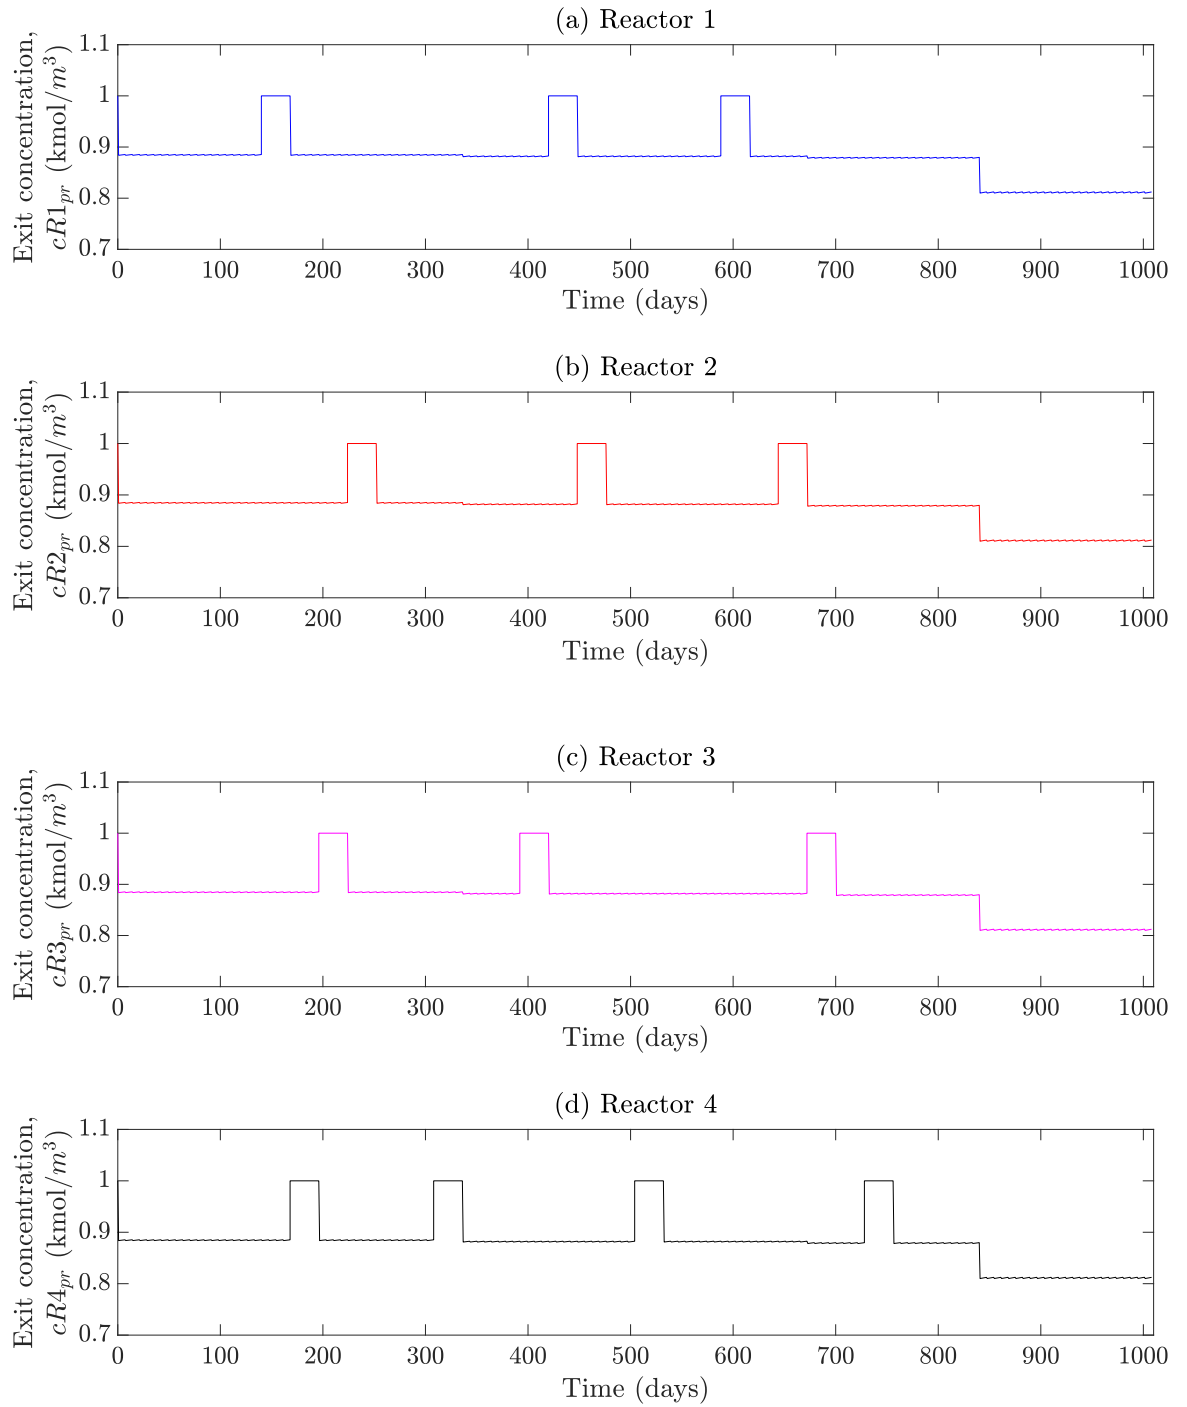 (a) Reactor 1
Exit concentration,
cR1pr (kmol/m³)
1.1
1
0.9
0.8
0.7
0 100 200 300 400 500 600 700 800 900 1000
Time (days)
(b) Reactor 2
Exit concentration,
cR2pr (kmol/m³)
1.1
1
0.9
0.8
0.7
0 100 200 300 400 500 600 700 800 900 1000
Time (days)
(c) Reactor 3
Exit concentration,
cR3pr (kmol/m³)
1.1
1
0.9
0.8
0.7
0 100 200 300 400 500 600 700 800 900 1000
Time (days)
(d) Reactor 4
Exit concentration,
cR4pr (kmol/m³)
1.1
1
0.9
0.8
0.7
0 100 200 300 400 500 600 700 800 900 1000
Time (days)